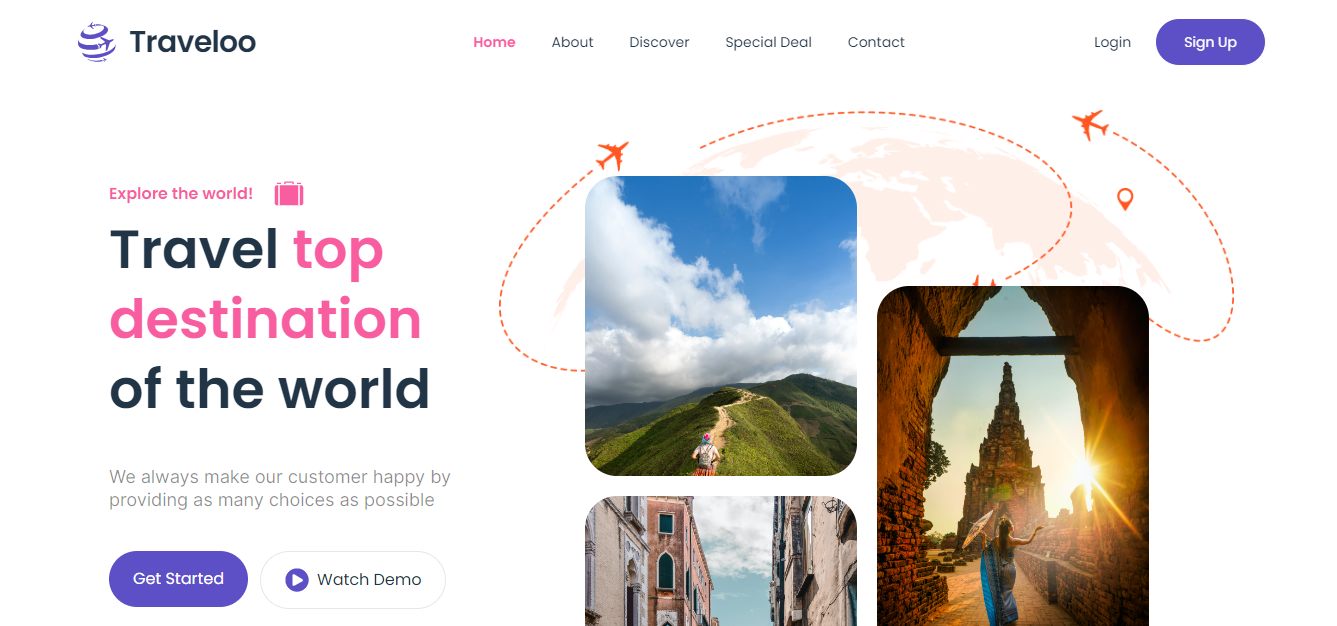 Traveloo
Home About Discover Special Deal Contact
Login Sign Up
Explore the world!
Travel top
destination
of the world
We always make our customer happy by
providing as many choices as possible
Get Started Watch Demo